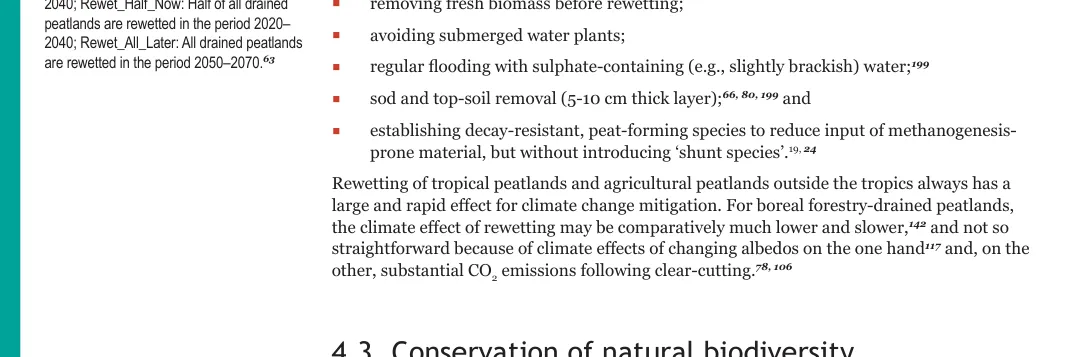 2040; Rewet_Half_Now: Half of all drained
peatlands are rewetted in the period 2020–
2040; Rewet_All_Later: All drained peatlands
are rewetted in the period 2050–2070.63
removing fresh biomass before rewetting;
avoiding submerged water plants;
regular flooding with sulphate-containing (e.g., slightly brackish) water;199
sod and top-soil removal (5-10 cm thick layer);66, 80, 199 and
establishing decay-resistant, peat-forming species to reduce input of methanogenesis-
prone material, but without introducing ‘shunt species’.19, 24
Rewetting of tropical peatlands and agricultural peatlands outside the tropics always has a
large and rapid effect for climate change mitigation. For boreal forestry-drained peatlands,
the climate effect of rewetting may be comparatively much lower and slower,142 and not so
straightforward because of climate effects of changing albedos on the one hand117 and, on the
other, substantial CO2 emissions following clear-cutting.78, 106
4.3. Conservation of natural biodiversity